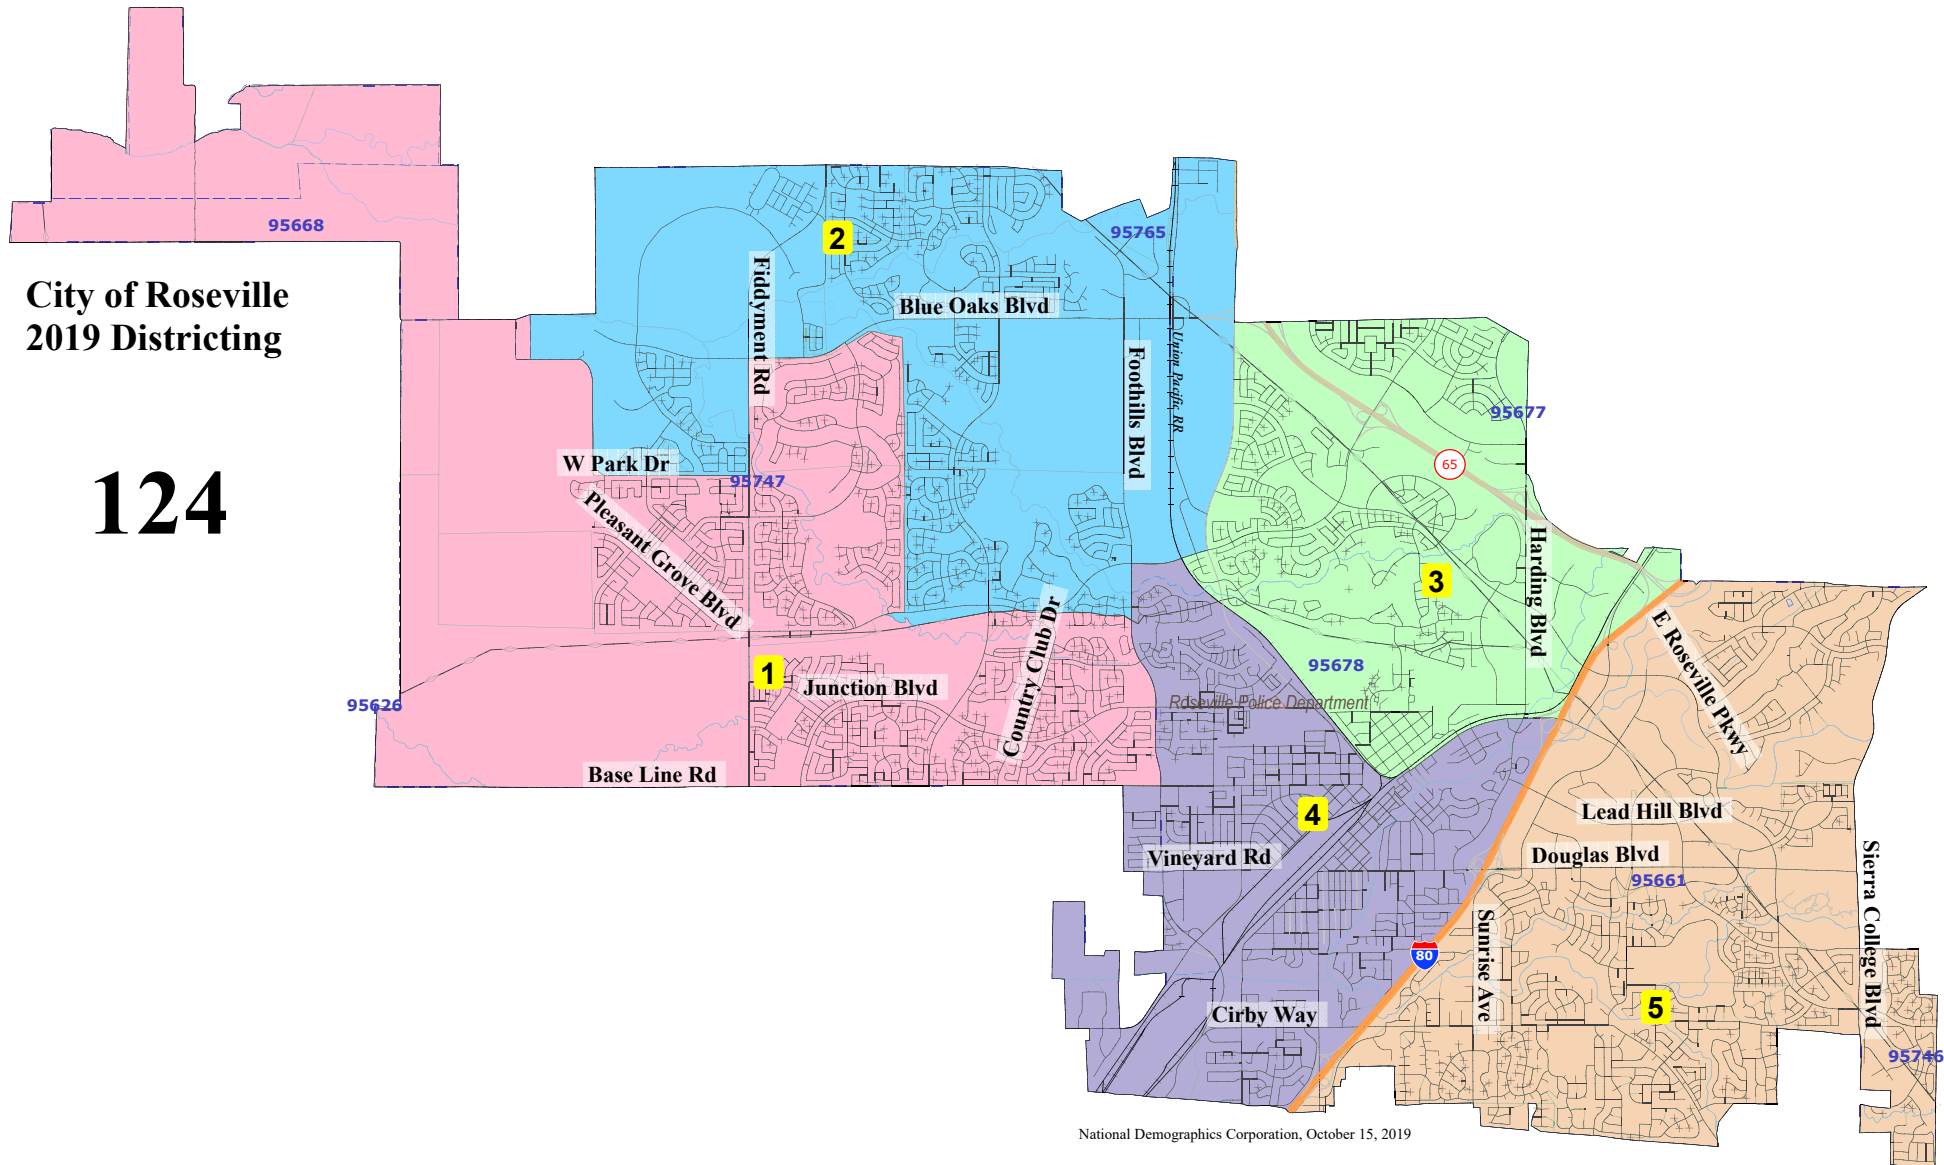 95668
City of Roseville
2019 Districting
124
2
95765
Fiddyment Rd
Blue Oaks Blvd
Foothills Blvd
Union Pacific RR
95677
65
W Park Dr
95747
Pleasant Grove Blvd
3
Harding Blvd
E Roseville Pkwy
Country Club Dr
1
Junction Blvd
95678
Roseville Police Department
95626
Base Line Rd
4
Lead Hill Blvd
Vineyard Rd
Douglas Blvd
95661
Sierra College Blvd
Sunrise Ave
80
Cirby Way
5
95746
National Demographics Corporation, October 15, 2019